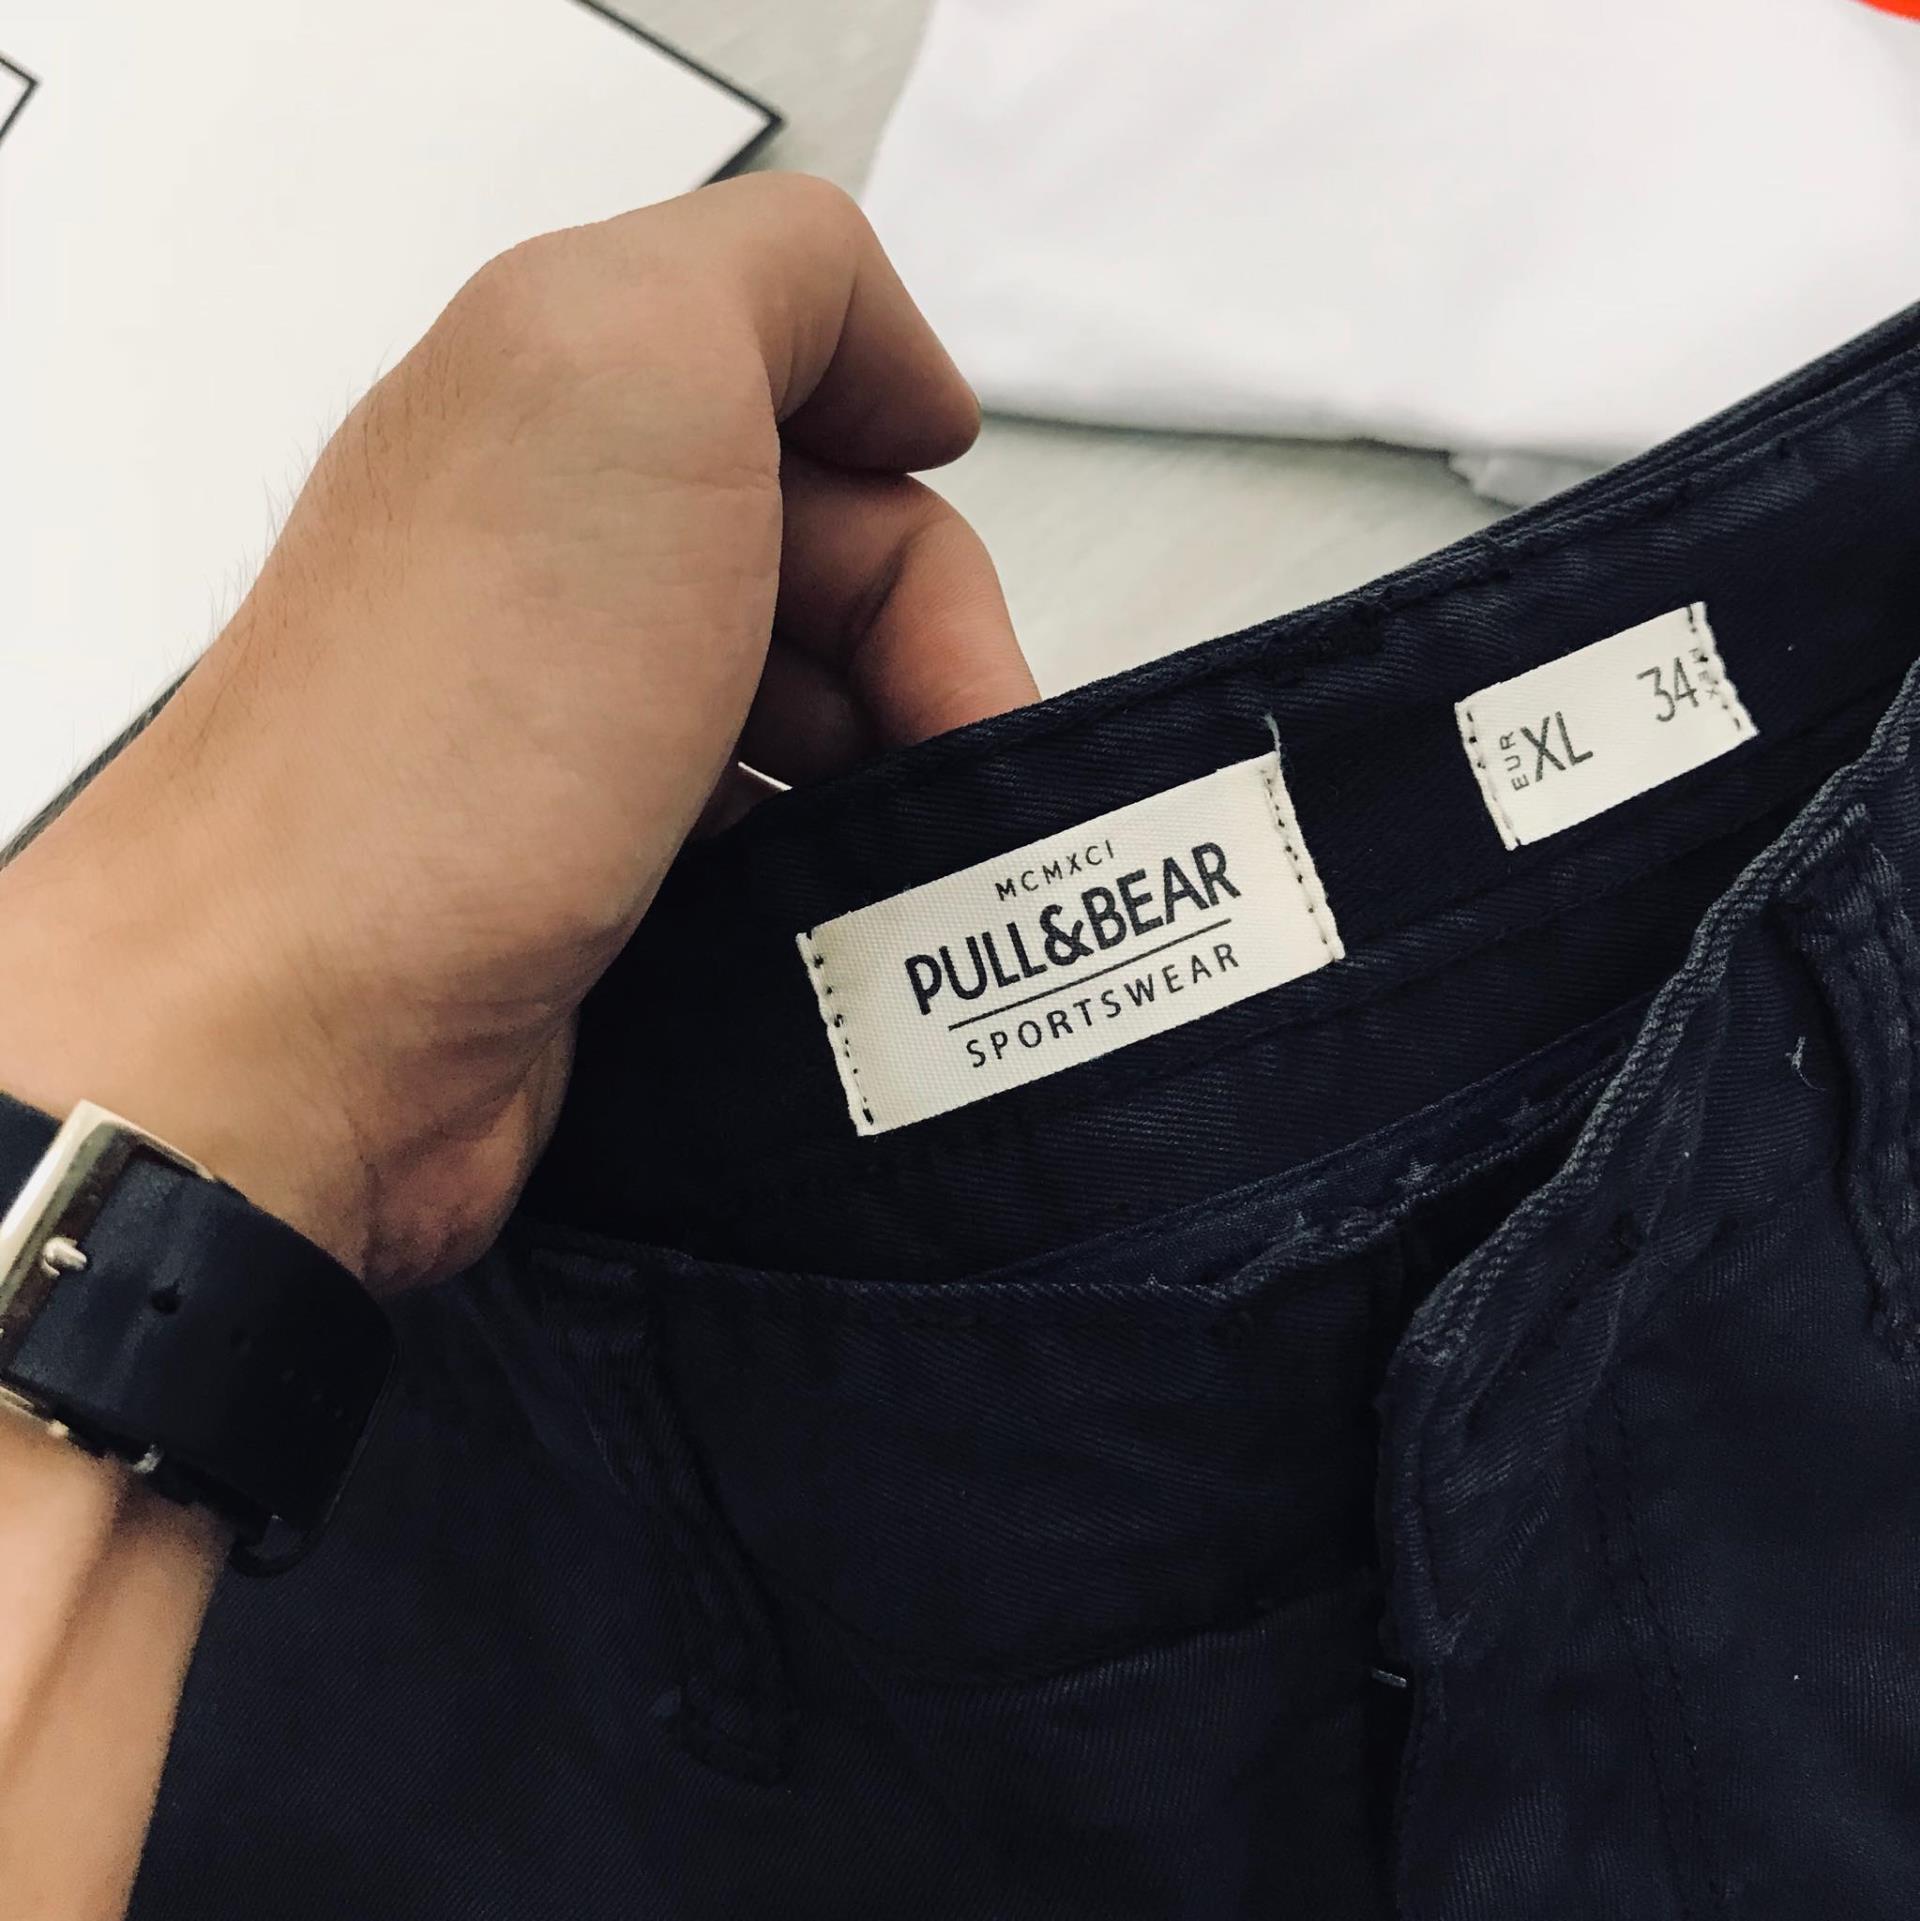 MCMXCI
PULL&BEAR
SPORTSWEAR
EUR XL 34